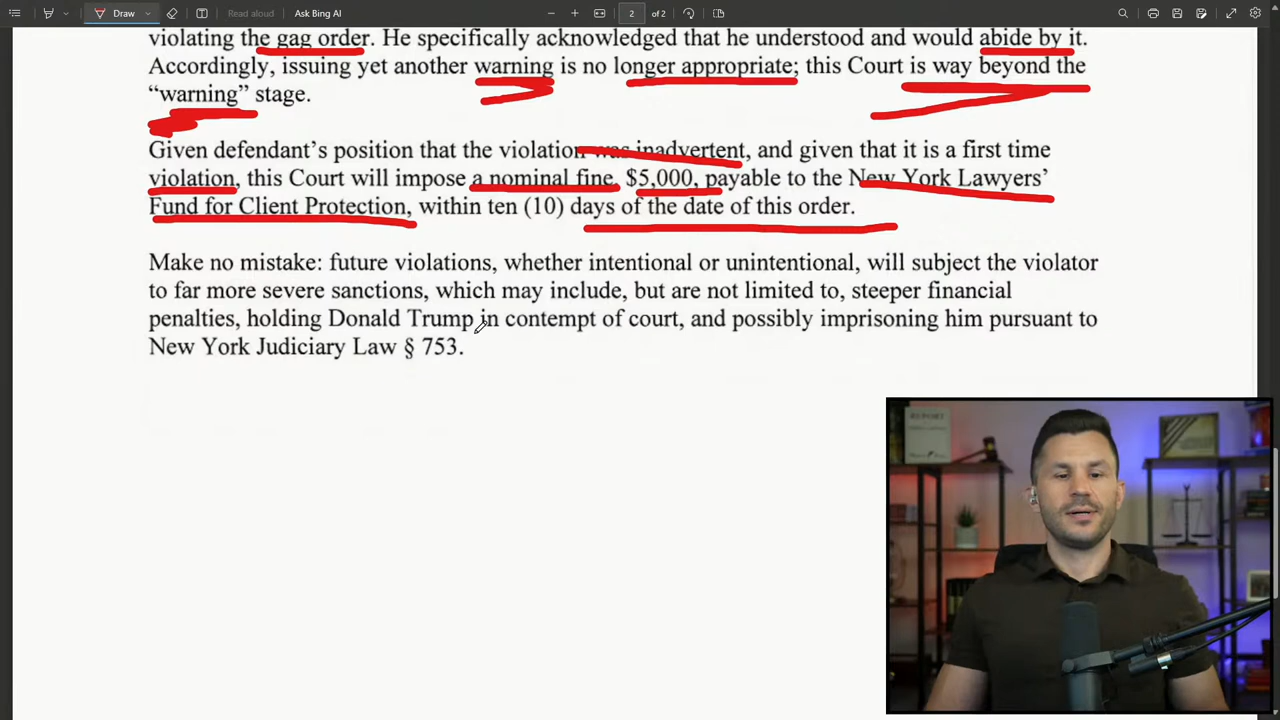 Draw
Read aloud
Ask Bing AI
2
of 2
violating the gag order. He specifically acknowledged that he understood and would abide by it.
Accordingly, issuing yet another warning is no longer appropriate; this Court is way beyond the
“warning” stage.
Given defendant’s position that the violation was inadvertent, and given that it is a first time
violation, this Court will impose a nominal fine, $5,000, payable to the New York Lawyers’
Fund for Client Protection, within ten (10) days of the date of this order.
Make no mistake: future violations, whether intentional or unintentional, will subject the violator
to far more severe sanctions, which may include, but are not limited to, steeper financial
penalties, holding Donald Trump in contempt of court, and possibly imprisoning him pursuant to
New York Judiciary Law § 753.
REPORT